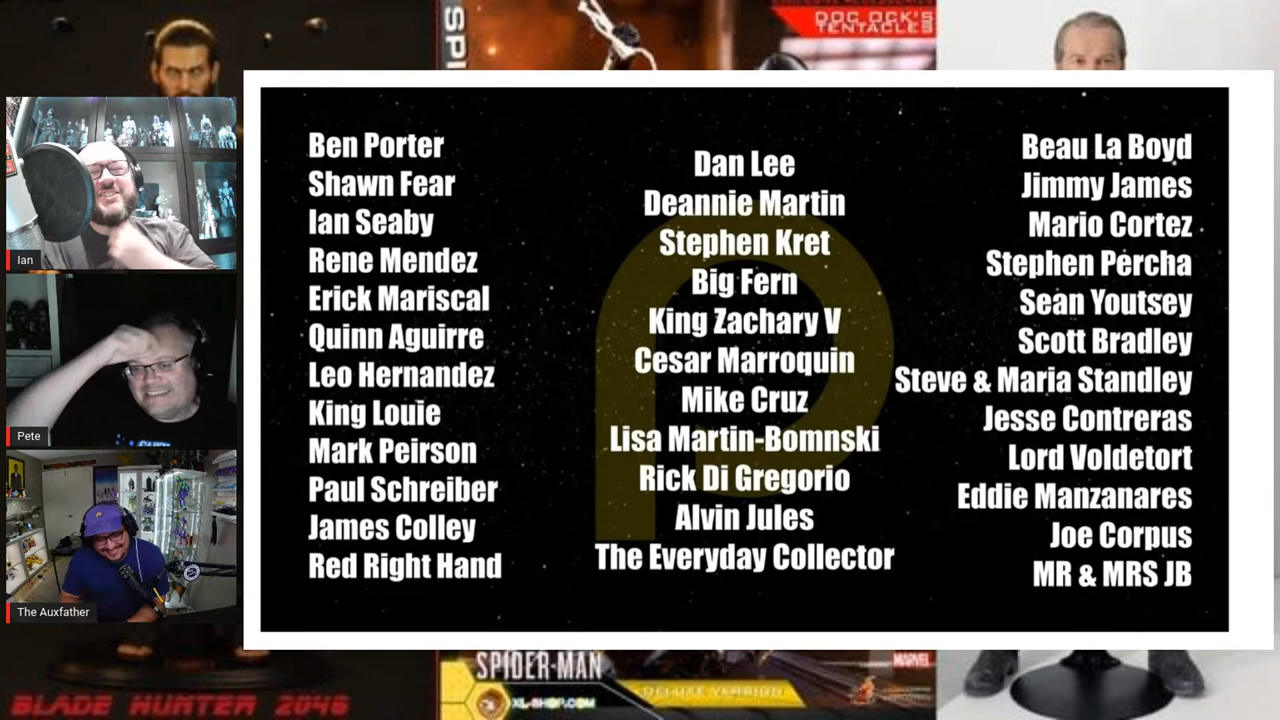 SPI
DOC OCK'S
TENTACLES
Ian
Pete
The Auxfather
Ben Porter
Shawn Fear
Ian Seaby
Rene Mendez
Erick Mariscal
Quinn Aguirre
Leo Hernandez
King Louie
Mark Peirson
Paul Schreiber
James Colley
Red Right Hand
Dan Lee
Deannie Martin
Stephen Kret
Big Fern
King Zachary V
Cesar Marroquin
Mike Cruz
Lisa Martin-Bomnski
Rick Di Gregorio
Alvin Jules
The Everyday Collector
Beau La Boyd
Jimmy James
Mario Cortez
Stephen Percha
Sean Youtsey
Scott Bradley
Steve & Maria Standley
Jesse Contreras
Lord Voldetort
Eddie Manzanares
Joe Corpus
MR & MRS JB
BLADE HUNTER 2046
SPIDER-MAN
XL-SHOP.COM
DELUXE VERSION
MARVEL